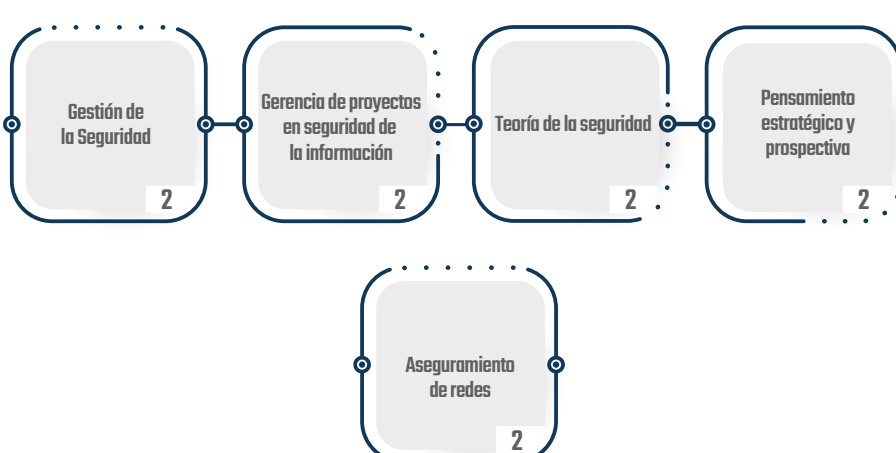 Gestión de
la Seguridad
2
Gerencia de proyectos
en seguridad de
la información
2
Teoría de la seguridad
2
Pensamiento
estratégico y
prospectiva
2
Aseguramiento
de redes
2